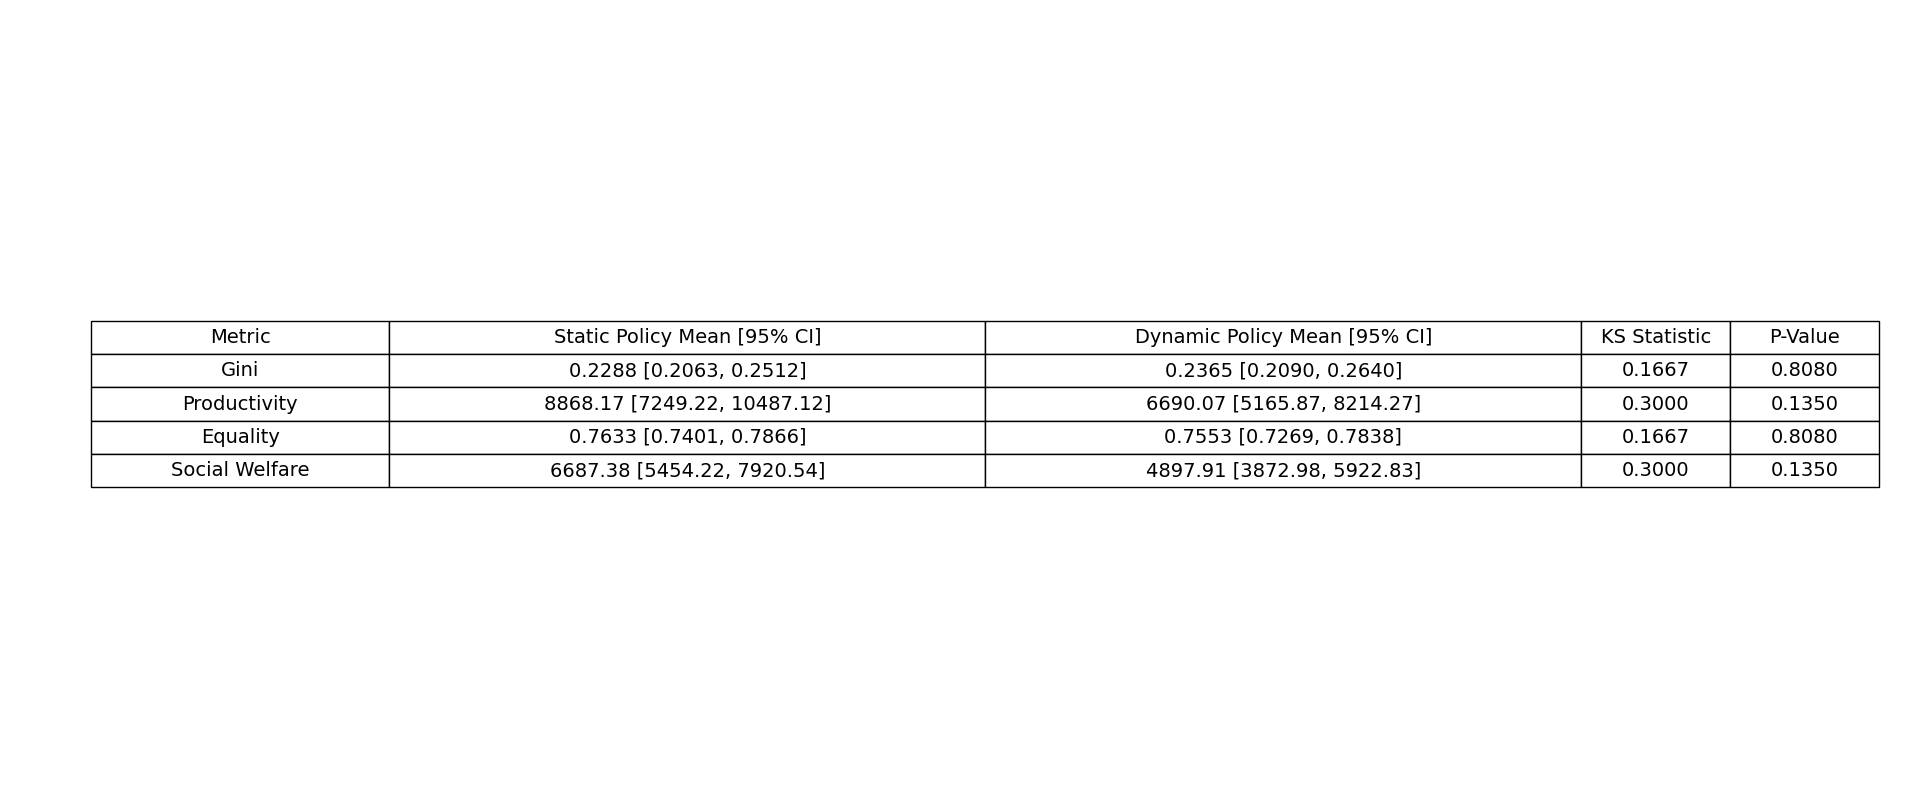 Metric Static Policy Mean [95% CI] Dynamic Policy Mean [95% CI] KS Statistic P-Value
Gini 0.2288 [0.2063, 0.2512] 0.2365 [0.2090, 0.2640] 0.1667 0.8080
Productivity 8868.17 [7249.22, 10487.12] 6690.07 [5165.87, 8214.27] 0.3000 0.1350
Equality 0.7633 [0.7401, 0.7866] 0.7553 [0.7269, 0.7838] 0.1667 0.8080
Social Welfare 6687.38 [5454.22, 7920.54] 4897.91 [3872.98, 5922.83] 0.3000 0.1350